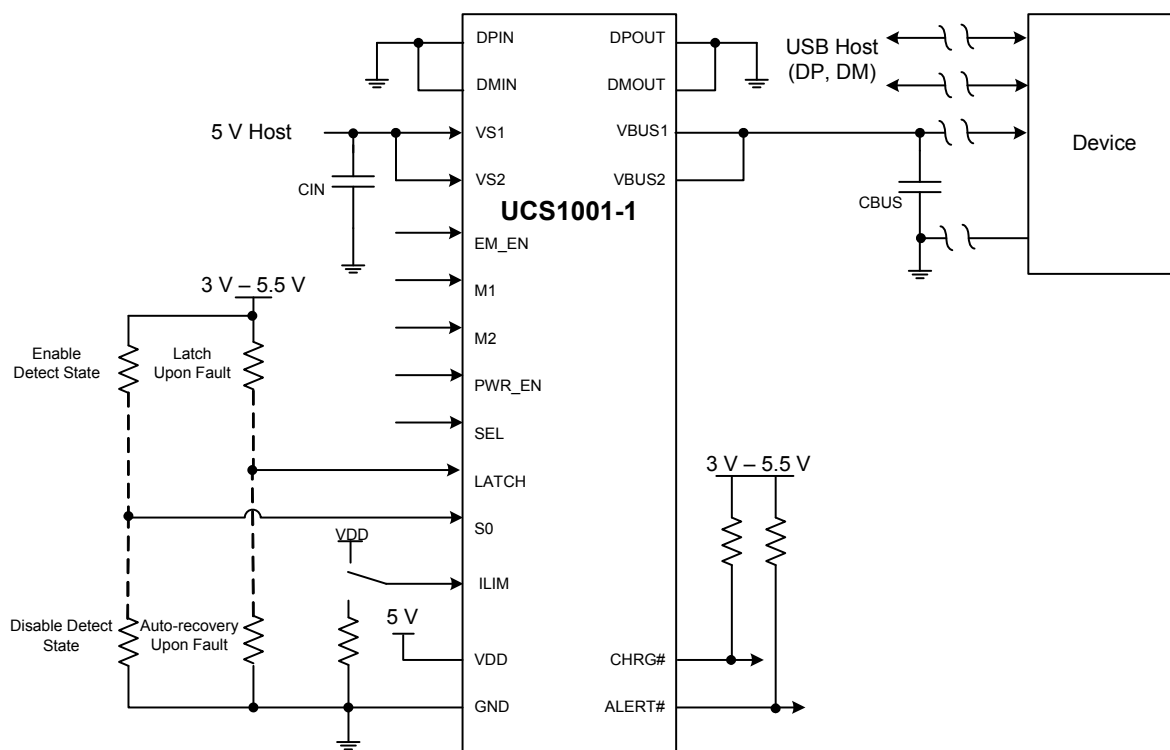 DPIN
DPOUT
USB Host
(DP, DM)
DMIN
DMOUT
5 V Host
VS1
VBUS1
Device
VS2
VBUS2
CIN
CBUS
UCS1001-1
EM_EN
3 V – 5.5 V
M1
M2
Enable
Detect State
Latch
Upon Fault
PWR_EN
SEL
LATCH
3 V – 5.5 V
S0
VDD
ILIM
5 V
Disable Detect
State
Auto-recovery
Upon Fault
VDD
CHRG#
GND
ALERT#